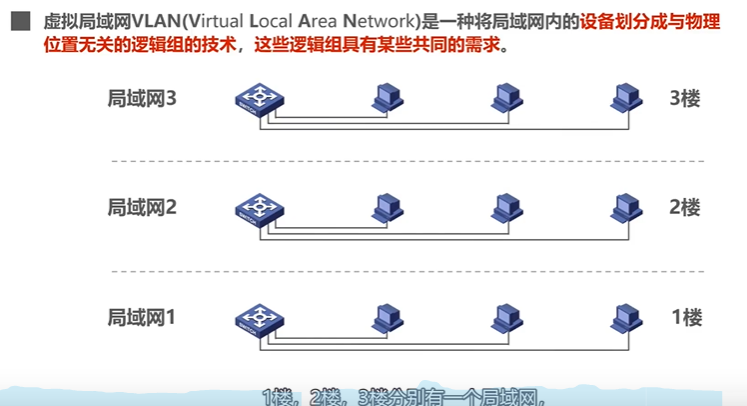 虚拟局域网VLAN(Virtual Local Area Network)是一种将局域网内的设备划分成与物理
位置无关的逻辑组的技术，这些逻辑组具有某些共同的需求。
局域网3
SWITCH
3楼
局域网2
SWITCH
2楼
局域网1
SWITCH
1楼
1楼，2楼，3楼分别有一个局域网，